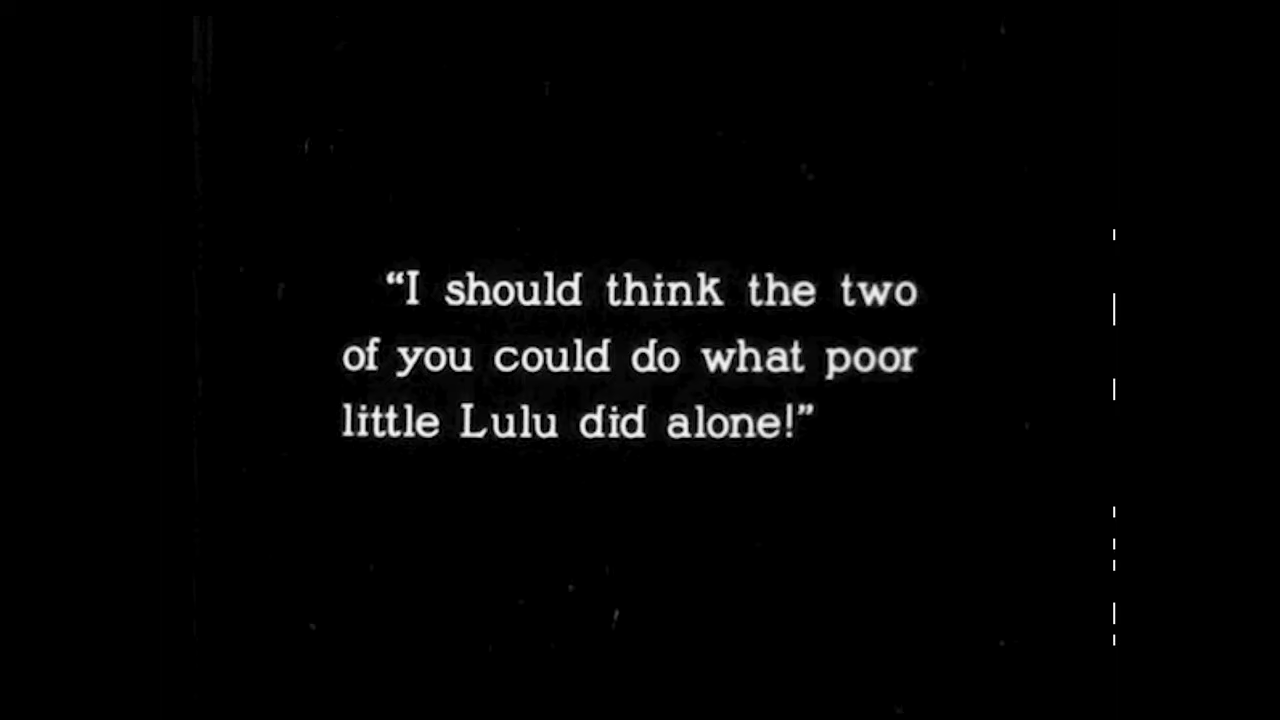 “I should think the two
of you could do what poor
little Lulu did alone!”